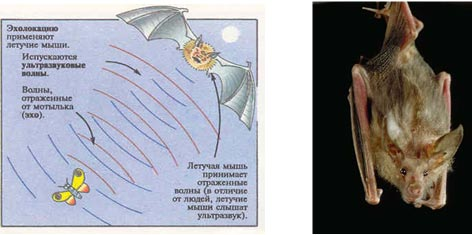 Эхолокацию
применяют
летучие мыши.
Испускаются
ультразвуковые
волны.
Волны,
отраженные
от мотылька
(эхо).
Летучая мышь
принимает
отраженные
волны (в отличие
от людей, летучие
мыши слышат
ультразвук).